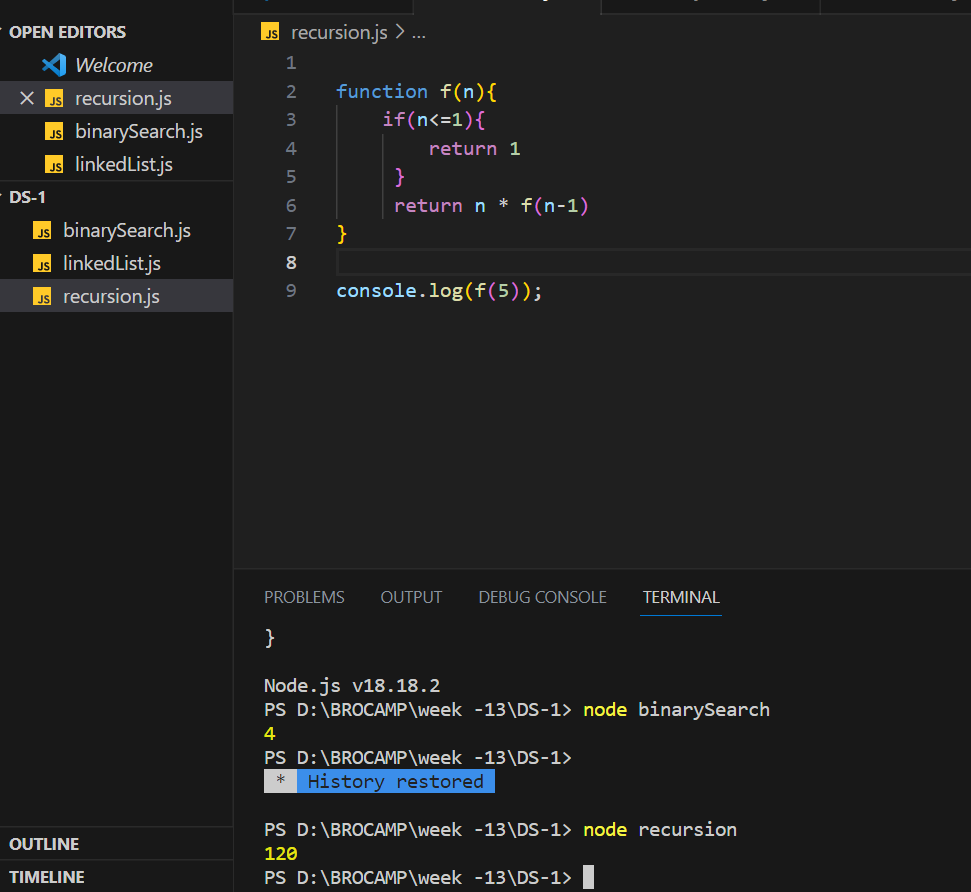 OPEN EDITORS
Welcome
JS recursion.js
JS binarySearch.js
JS linkedList.js
DS-1
JS binarySearch.js
JS linkedList.js
JS recursion.js
OUTLINE
TIMELINE
JS recursion.js > ...
1
2 function f(n){
3 if(n<=1){
4 return 1
5 }
6 return n * f(n-1)
7 }
8
9 console.log(f(5));
PROBLEMS OUTPUT DEBUG CONSOLE TERMINAL
}
Node.js v18.18.2
PS D:\BROCAMP\week -13\DS-1> node binarySearch
4
PS D:\BROCAMP\week -13\DS-1>
* History restored
PS D:\BROCAMP\week -13\DS-1> node recursion
120
PS D:\BROCAMP\week -13\DS-1>